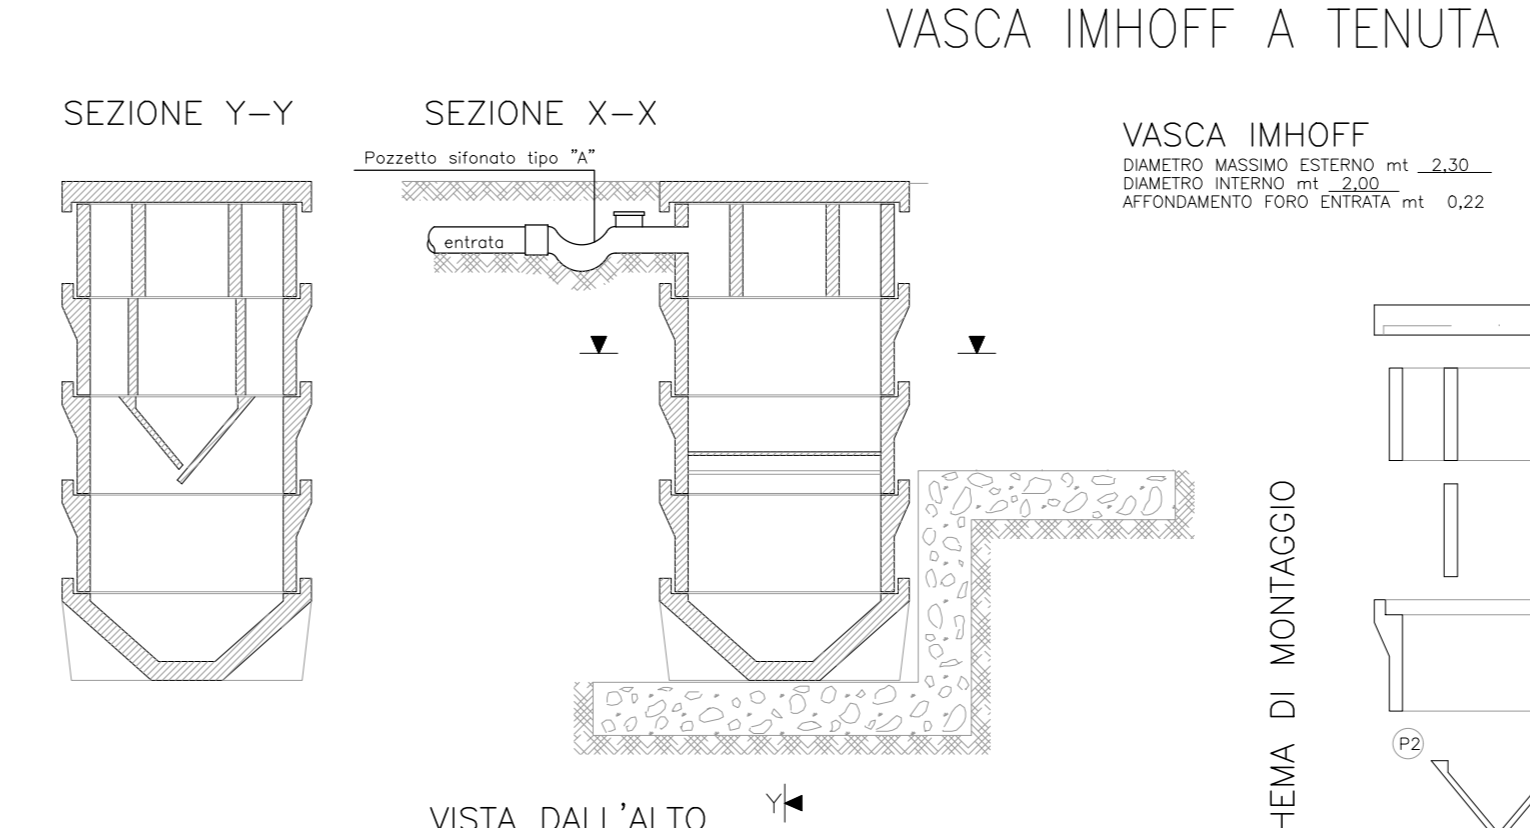 VASCA IMHOFF A TENUTA
SEZIONE Y-Y
SEZIONE X-X
Pozzetto sifonato tipo "A"
entrata
VASCA IMHOFF
DIAMETRO MASSIMO ESTERNO mt 2,30
DIAMETRO INTERNO mt 2,00
AFFONDAMENTO FORO ENTRATA mt 0,22
HEMA DI MONTAGGIO
P2
Y
VISTA DALL'ALTO